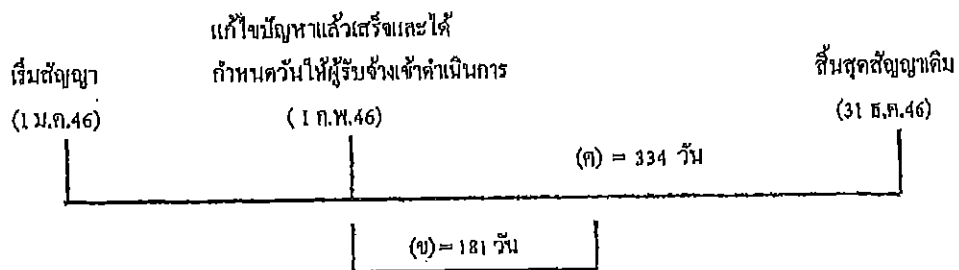 แก้ไขปัญหาแล้วเสร็จและได้
เริ่มสัญญา
กำหนดวันให้ผู้รับจ้างเข้าดำเนินการ
สิ้นสุดสัญญาเดิม
(1 ม.ค.46)
(1 ก.พ.46)
(31 ธ.ค.46)
(ค) = 334 วัน
(ข) = 181 วัน